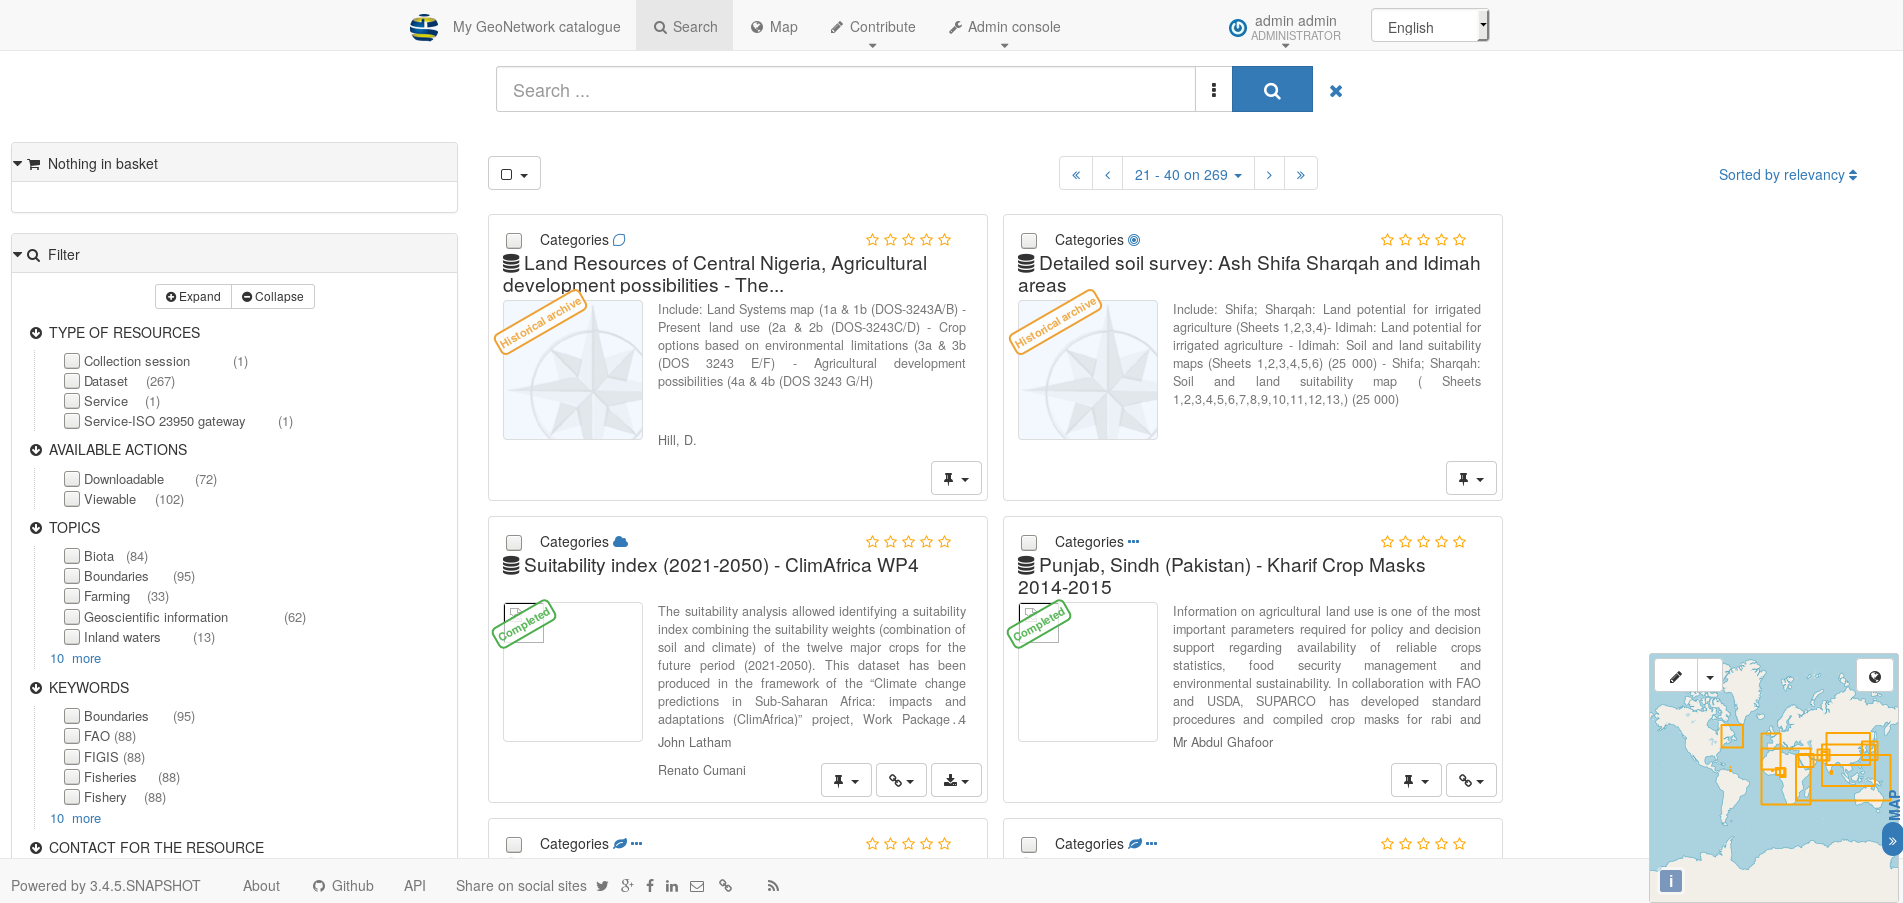 My GeoNetwork catalogue
Search
Map
Contribute
Admin console
admin admin
ADMINISTRATOR
English
Search ...
Nothing in basket
21 - 40 on 269
Sorted by relevancy
Filter
Expand
Collapse
TYPE OF RESOURCES
Collection session (1)
Dataset (267)
Service (1)
Service-ISO 23950 gateway (1)
AVAILABLE ACTIONS
Downloadable (72)
Viewable (102)
TOPICS
Biota (84)
Boundaries (95)
Farming (33)
Geoscientific information (62)
Inland waters (13)
10 more
KEYWORDS
Boundaries (95)
FAO (88)
FIGIS (88)
Fisheries (88)
Fishery (88)
10 more
CONTACT FOR THE RESOURCE
Categories
Land Resources of Central Nigeria, Agricultural
development possibilities - The...
Historical archive
Include: Land Systems map (1a & 1b (DOS-3243A/B) -
Present land use (2a & 2b (DOS-3243C/D) - Crop
options based on environmental limitations (3a & 3b
(DOS 3243 E/F) - Agricultural development
possibilities (4a & 4b (DOS 3243 G/H)
Hill, D.
Categories
Detailed soil survey: Ash Shifa Sharqah and Idimah
areas
Historical archive
Include: Shifa; Sharqah: Land potential for irrigated
agriculture (Sheets 1,2,3,4)- Idimah: Land potential for
irrigated agriculture - Idimah: Soil and land suitability
maps (Sheets 1,2,3,4,5,6) (25 000) - Shifa; Sharqah:
Soil and land suitability map ( Sheets
1,2,3,4,5,6,7,8,9,10,11,12,13,) (25 000)
Categories
Suitability index (2021-2050) - ClimAfrica WP4
Completed
The suitability analysis allowed identifying a suitability
index combining the suitability weights (combination of
soil and climate) of the twelve major crops for the
future period (2021-2050). This dataset has been
produced in the framework of the “Climate change
predictions in Sub-Saharan Africa: impacts and
adaptations (ClimAfrica)” project, Work Package 4
John Latham
Renato Cumani
Categories
Punjab, Sindh (Pakistan) - Kharif Crop Masks
2014-2015
Completed
Information on agricultural land use is one of the most
important parameters required for policy and decision
support regarding availability of reliable crops
statistics, food security management and
environmental sustainability. In collaboration with FAO
and USDA, SUPARCO has developed standard
procedures and compiled crop masks for rabi and
Mr Abdul Ghafoor
Categories
Categories
MAP
i
Powered by 3.4.5.SNAPSHOT
About
Github
API
Share on social sites